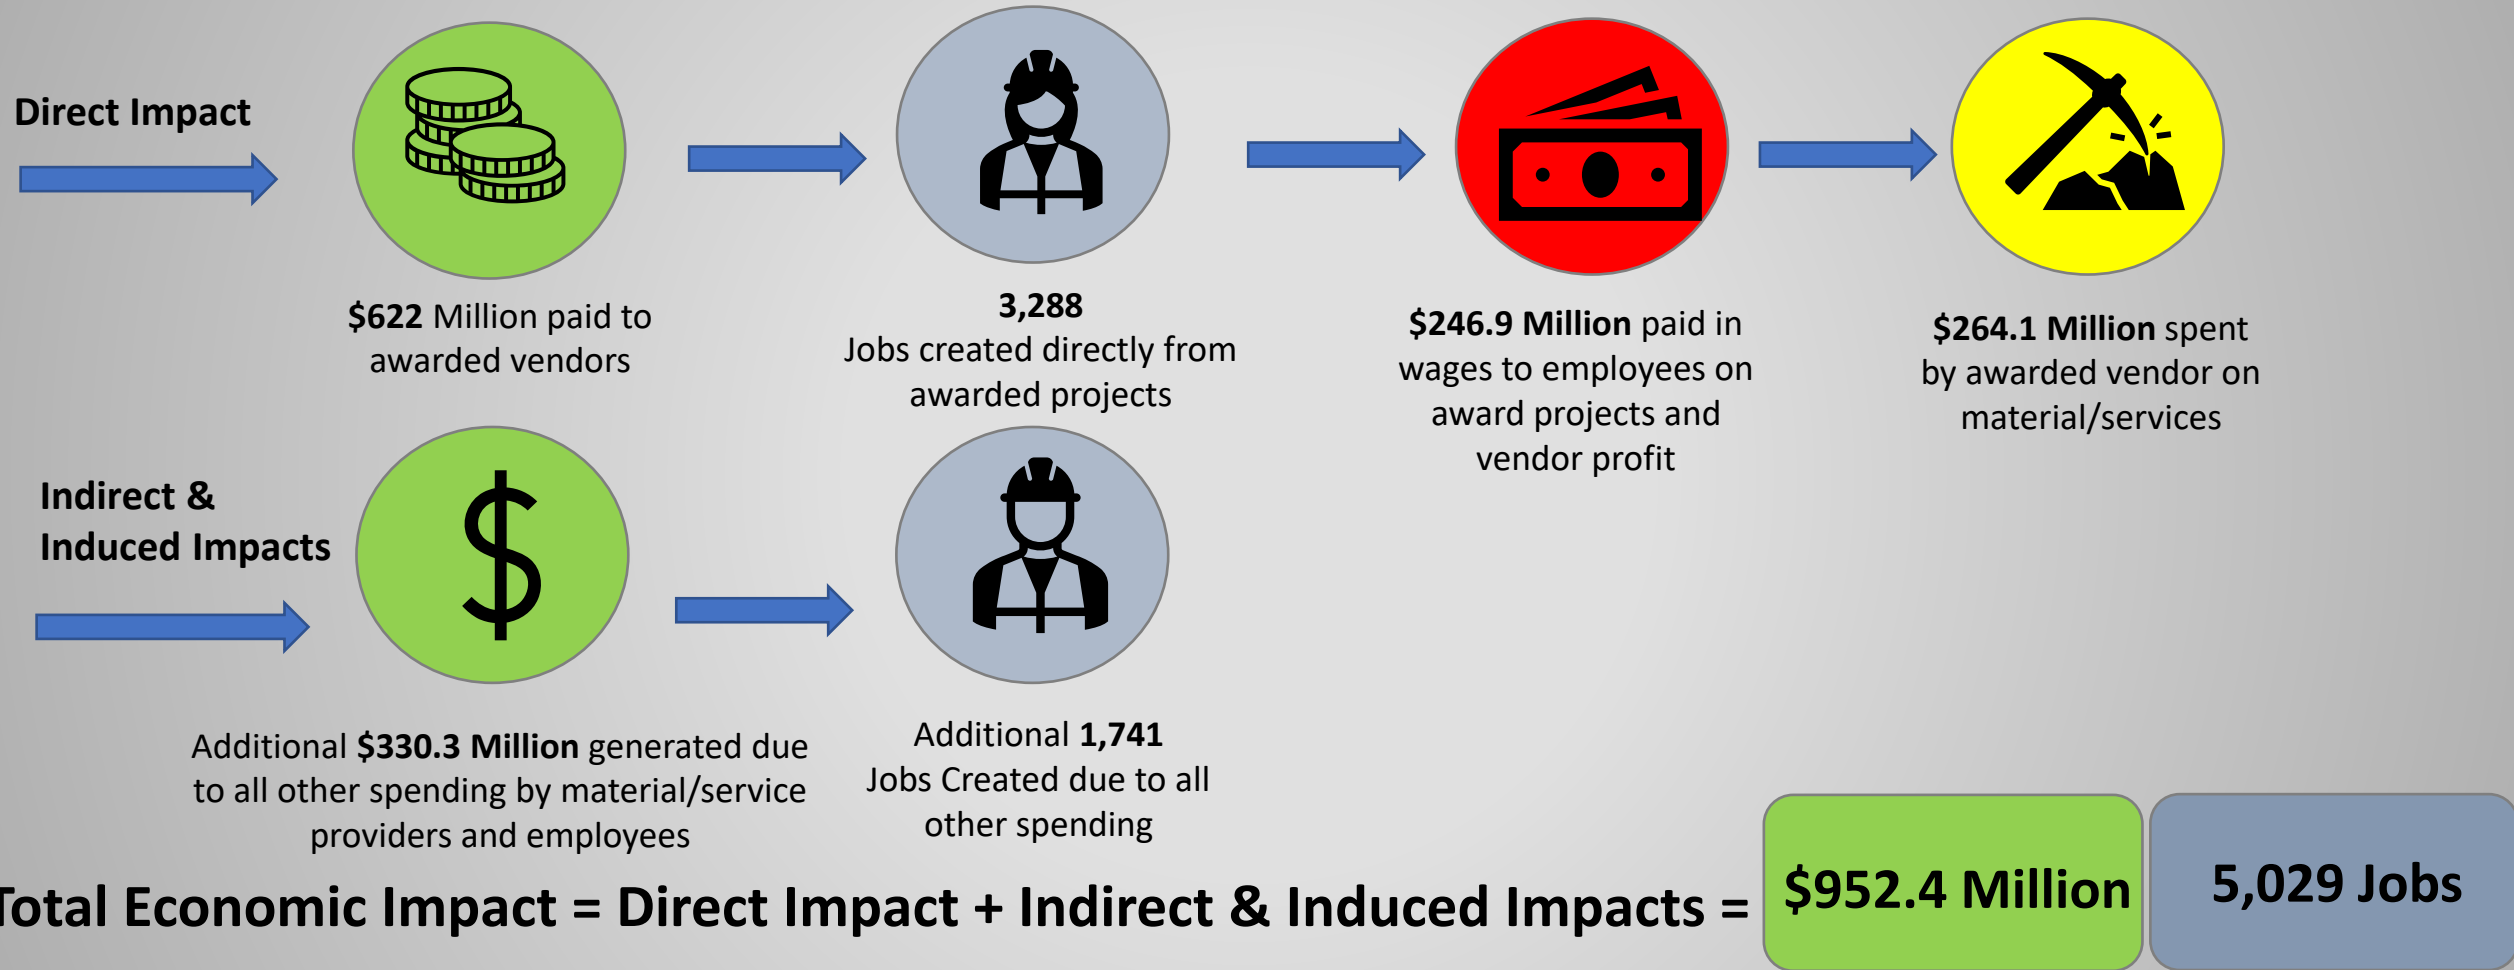 Direct Impact
$622 Million paid to
awarded vendors
3,288
Jobs created directly from
awarded projects
$246.9 Million paid in
wages to employees on
award projects and
vendor profit
$264.1 Million spent
by awarded vendor on
material/services
Indirect &
Induced Impacts
Additional $330.3 Million generated due
to all other spending by material/service
providers and employees
Additional 1,741
Jobs Created due to all
other spending
Total Economic Impact = Direct Impact + Indirect & Induced Impacts =
$952.4 Million
5,029 Jobs